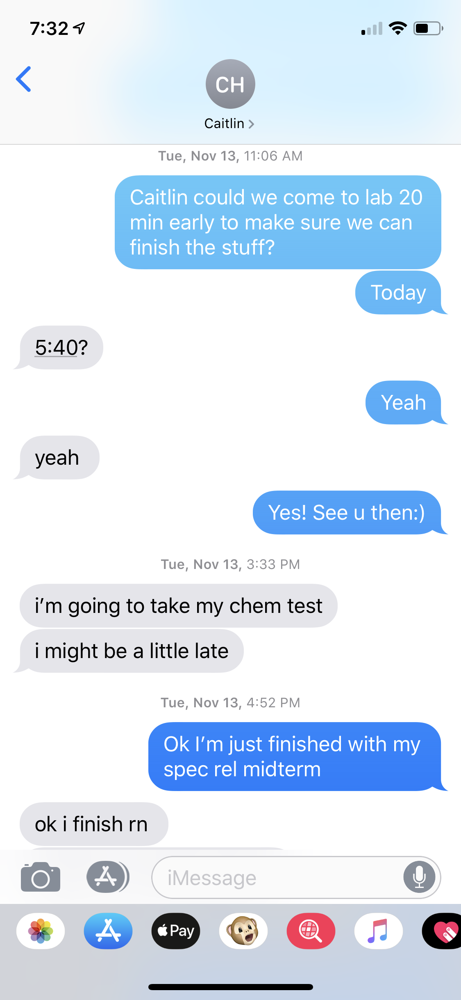 7:32
CH
Caitlin
Tue, Nov 13, 11:06 AM
Caitlin could we come to lab 20
min early to make sure we can
finish the stuff?
Today
5:40?
Yeah
yeah
Yes! See u then:)
Tue, Nov 13, 3:33 PM
i’m going to take my chem test
i might be a little late
Tue, Nov 13, 4:52 PM
Ok I’m just finished with my
spec rel midterm
ok i finish rn
iMessage
Pay